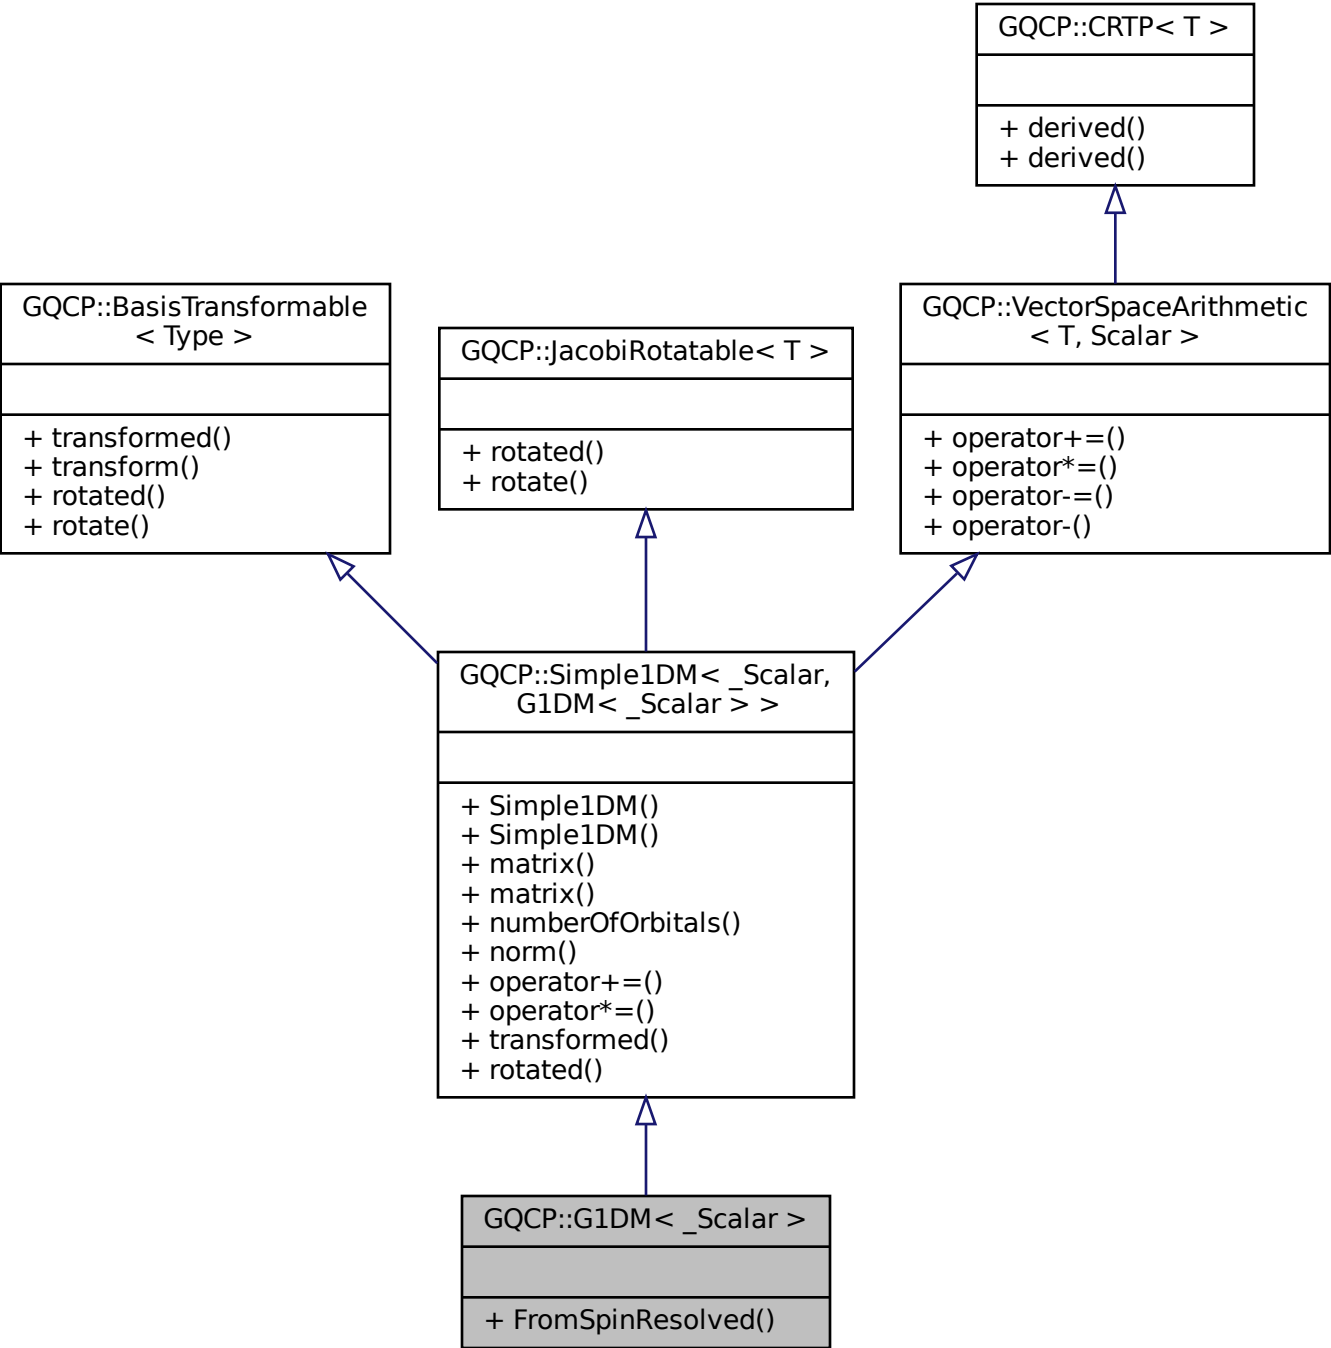 GQCP::CRTP< T >
+ derived()
+ derived()
GQCP::BasisTransformable
< Type >
+ transformed()
+ transform()
+ rotated()
+ rotate()
GQCP::JacobiRotatable< T >
+ rotated()
+ rotate()
GQCP::VectorSpaceArithmetic
< T, Scalar >
+ operator+=()
+ operator*=()
+ operator-=()
+ operator-()
GQCP::Simple1DM< _Scalar,
G1DM< _Scalar > >
+ Simple1DM()
+ Simple1DM()
+ matrix()
+ matrix()
+ numberOfOrbitals()
+ norm()
+ operator+=()
+ operator*=()
+ transformed()
+ rotated()
GQCP::G1DM< _Scalar >
+ FromSpinResolved()